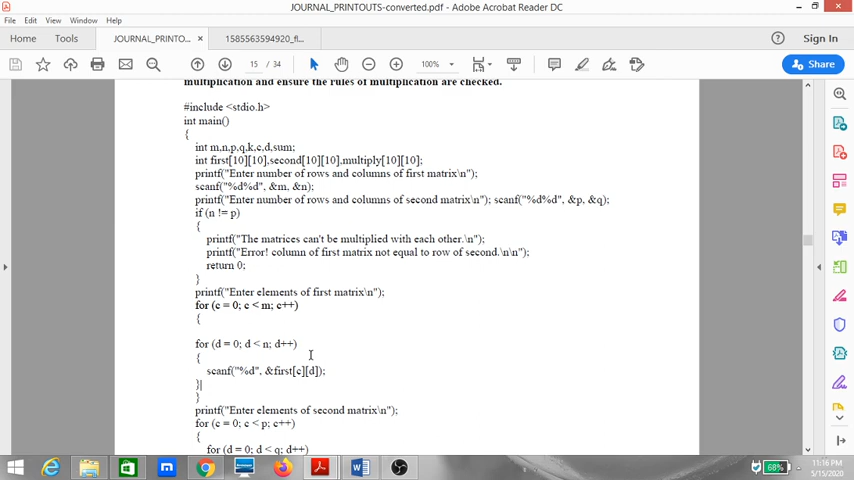 JOURNAL_PRINTOUTS-converted.pdf - Adobe Acrobat Reader DC
File Edit View Window Help
Home Tools JOURNAL_PRINTO... × 1585563594920_fl... Sign In
15 / 34 100% Share
multiplication and ensure the rules of multiplication are checked.
#include <stdio.h>
int main()
{
int m,n,p,q,k,c,d,sum;
int first[10][10],second[10][10],multiply[10][10];
printf("Enter number of rows and columns of first matrix\n");
scanf("%d%d", &m, &n);
printf("Enter number of rows and columns of second matrix\n"); scanf("%d%d", &p, &q);
if (n != p)
{
printf("The matrices can't be multiplied with each other.\n");
printf("Error! column of first matrix not equal to row of second.\n\n");
return 0;
}
printf("Enter elements of first matrix\n");
for (c = 0; c < m; c++)
{
for (d = 0; d < n; d++)
{
scanf("%d", &first[c][d]);
}
}
printf("Enter elements of second matrix\n");
for (c = 0; c < p; c++)
{
for (d = 0; d < q; d++)
68%
11:16 PM
5/15/2020